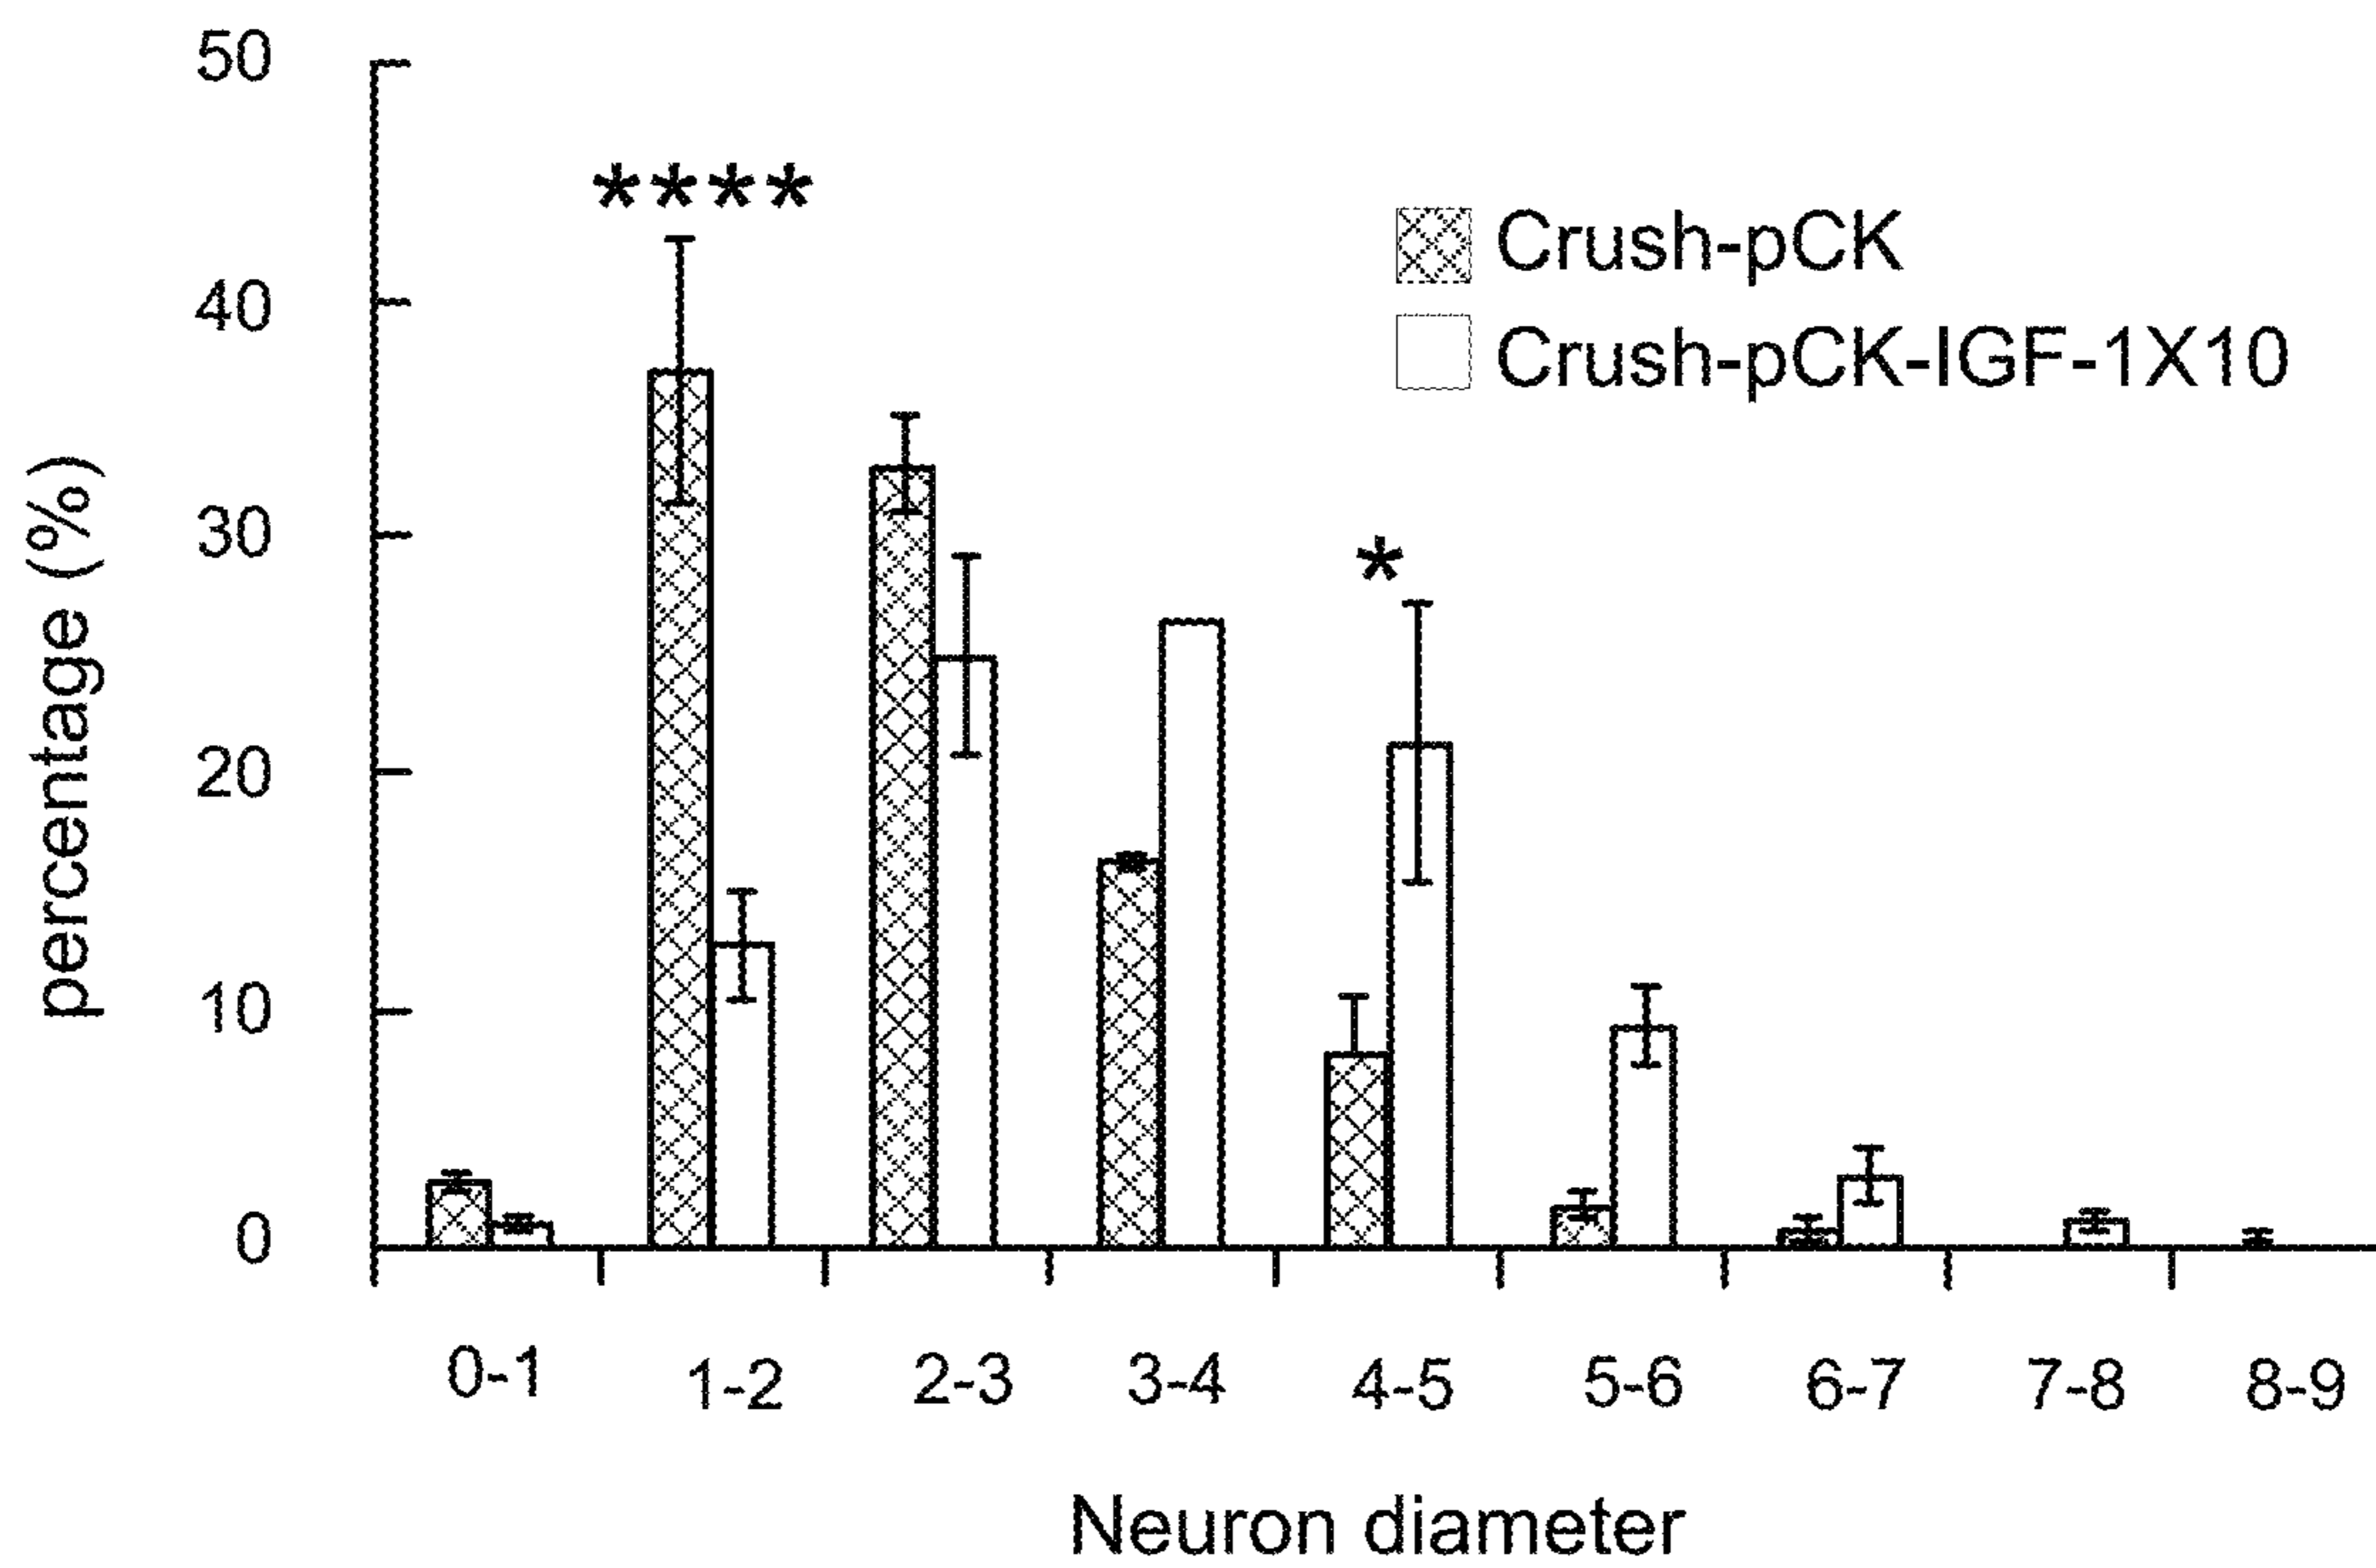 50
40
30
20
10
0
percentage (%)
****
*
Crush-pCK
Crush-pCK-IGF-1X10
0-1 1-2 2-3 3-4 4-5 5-6 6-7 7-8 8-9
Neuron diameter